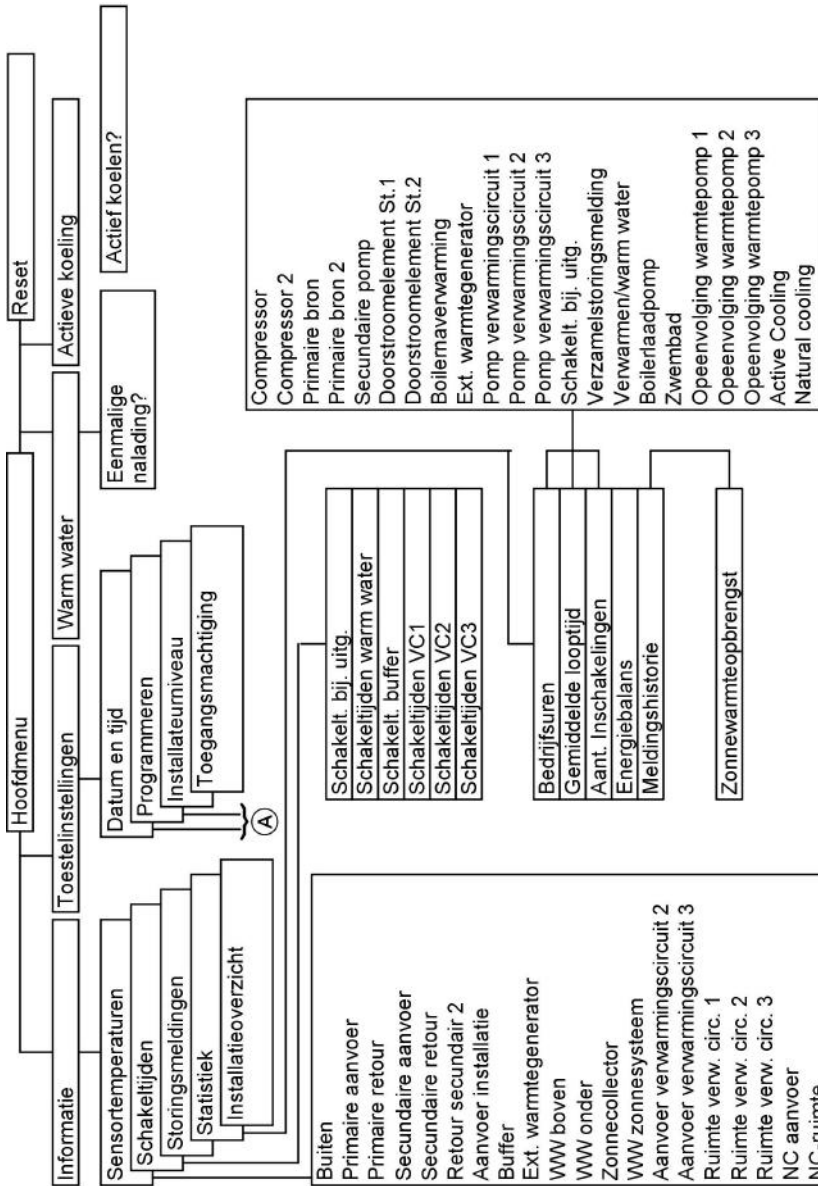 Hoofdmenu
Reset
Informatie
Toestelinstellingen
Warm water
Actieve koeling
Sensortemperaturen
Schakeltijden
Storingsmeldingen
Statistiek
Installatieoverzicht
Datum en tijd
Programmeren
Installateurniveau
Toegangsmachtiging
A
Eenmalige
nalading?
Actief koelen?
Buiten
Primaire aanvoer
Primaire retour
Secundaire aanvoer
Secundaire retour
Retour secundair 2
Aanvoer installatie
Buffer
Ext. warmtegenerator
WW boven
WW onder
Zonnecollector
WW zonnesysteem
Aanvoer verwarmingscircuit 2
Aanvoer verwarmingscircuit 3
Ruimte verw. circ. 1
Ruimte verw. circ. 2
Ruimte verw. circ. 3
NC aanvoer
NC-ruimte
Schakelt. bij. uitg.
Schakeltijden warm water
Schakelt. buffer
Schakeltijden VC1
Schakeltijden VC2
Schakeltijden VC3
Bedrijfsuren
Gemiddelde looptijd
Aant. Inschakelingen
Energiebalans
Meldingshistorie
Zonnewarmteopbrengst
Compressor
Compressor 2
Primaire bron
Primaire bron 2
Secundaire pomp
Doorstroomelement St.1
Doorstroomelement St.2
Boilernaverwarming
Ext. warmtegenerator
Pomp verwarmingscircuit 1
Pomp verwarmingscircuit 2
Pomp verwarmingscircuit 3
Schakelt. bij. uitg.
Verzamelstoringsmelding
Verwarmen/warm water
Boilerlaadpomp
Zwembad
Opeenvolging warmtepomp 1
Opeenvolging warmtepomp 2
Opeenvolging warmtepomp 3
Active Cooling
Natural cooling